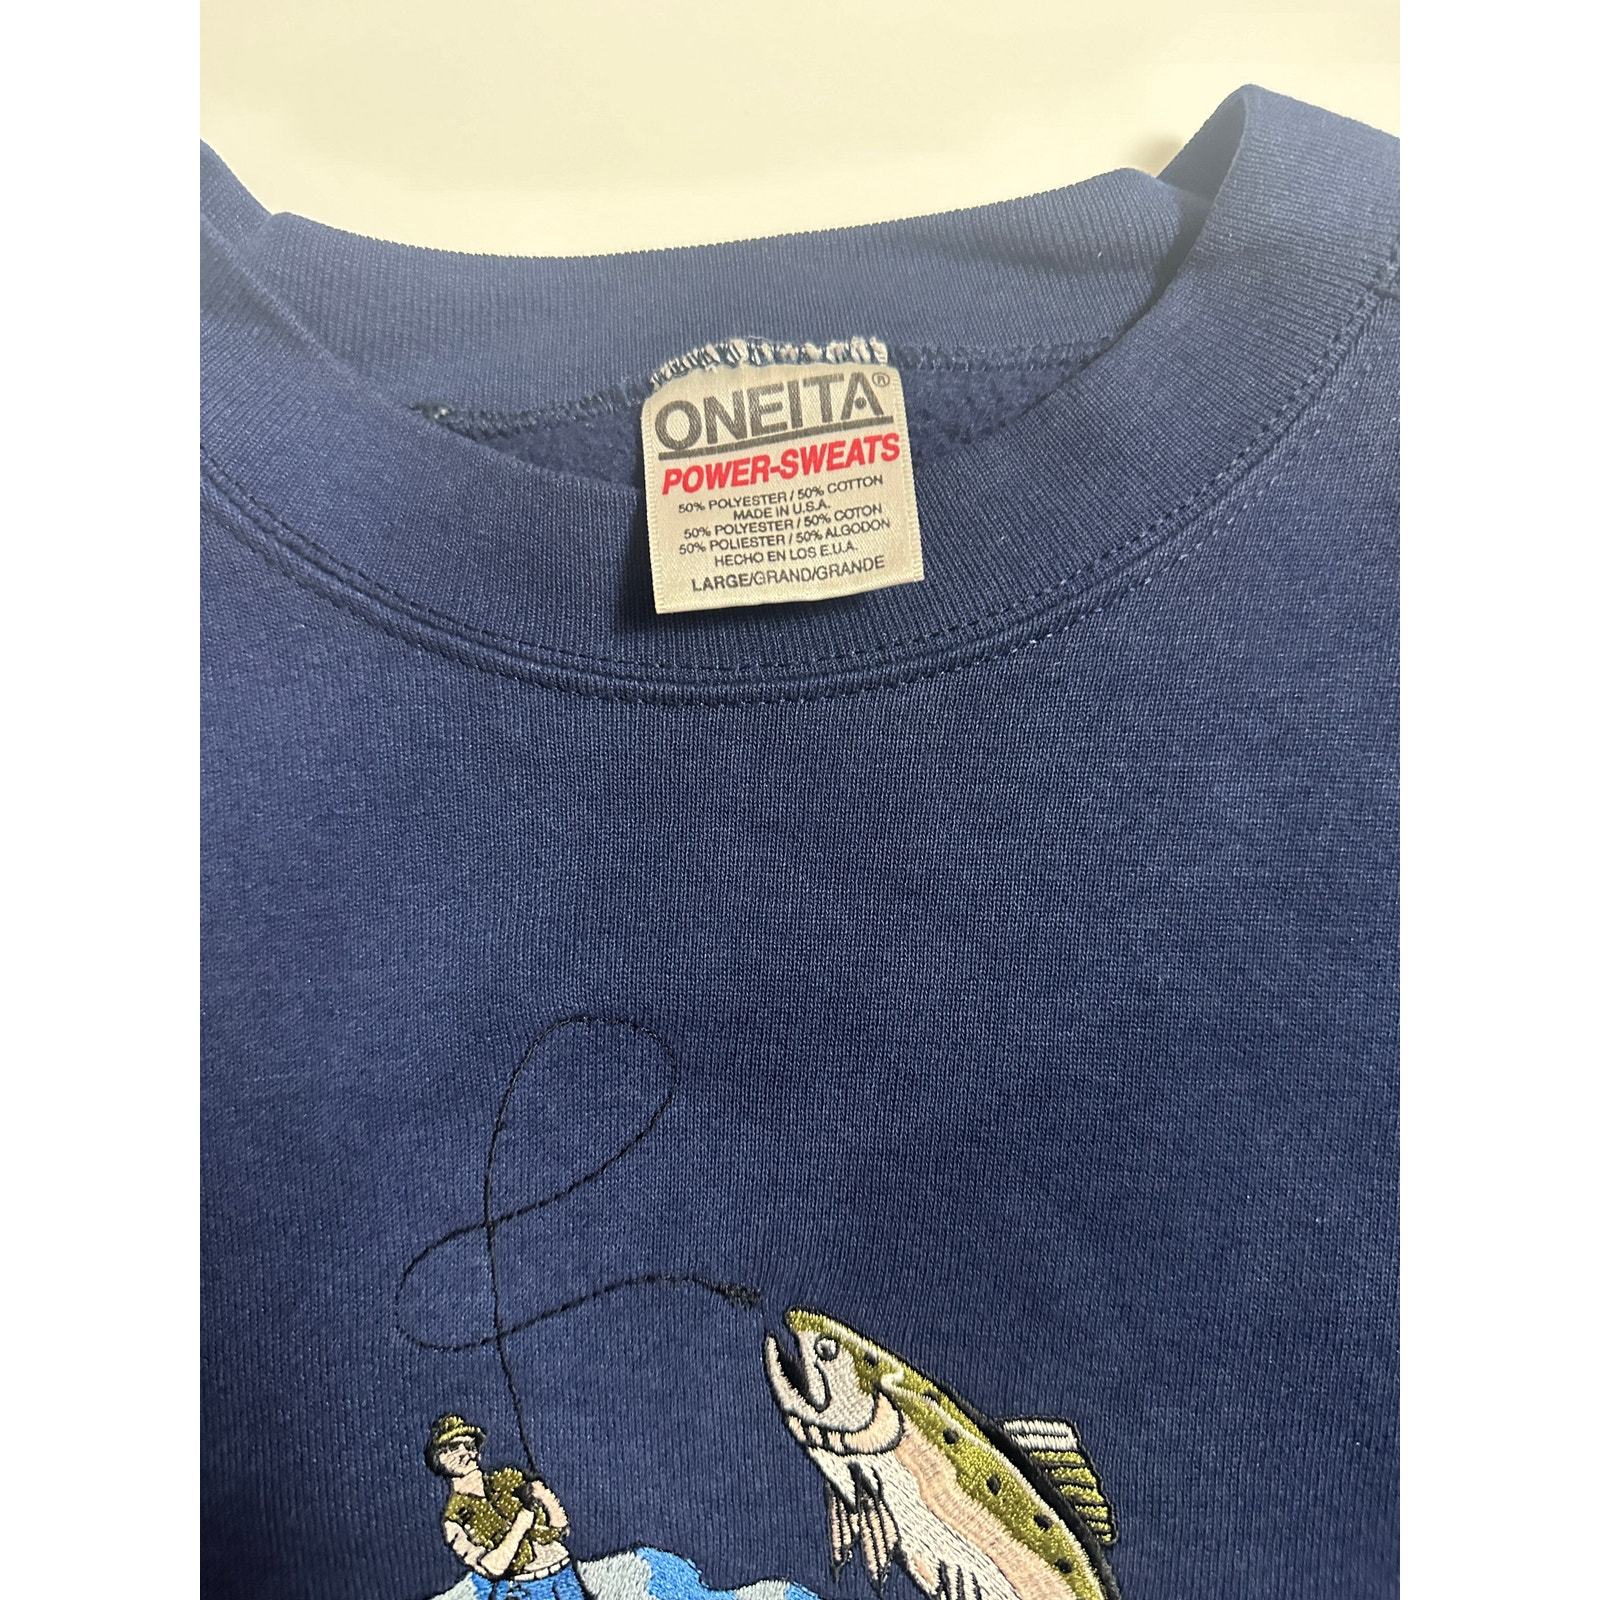 ONEITA®
POWER-SWEATS
50% POLYESTER / 50% COTTON
MADE IN U.S.A.
50% POLYESTER / 50% COTON
50% POLIESTER / 50% ALGODON
HECHO EN LOS E.U.A.
LARGE/GRAND/GRANDE